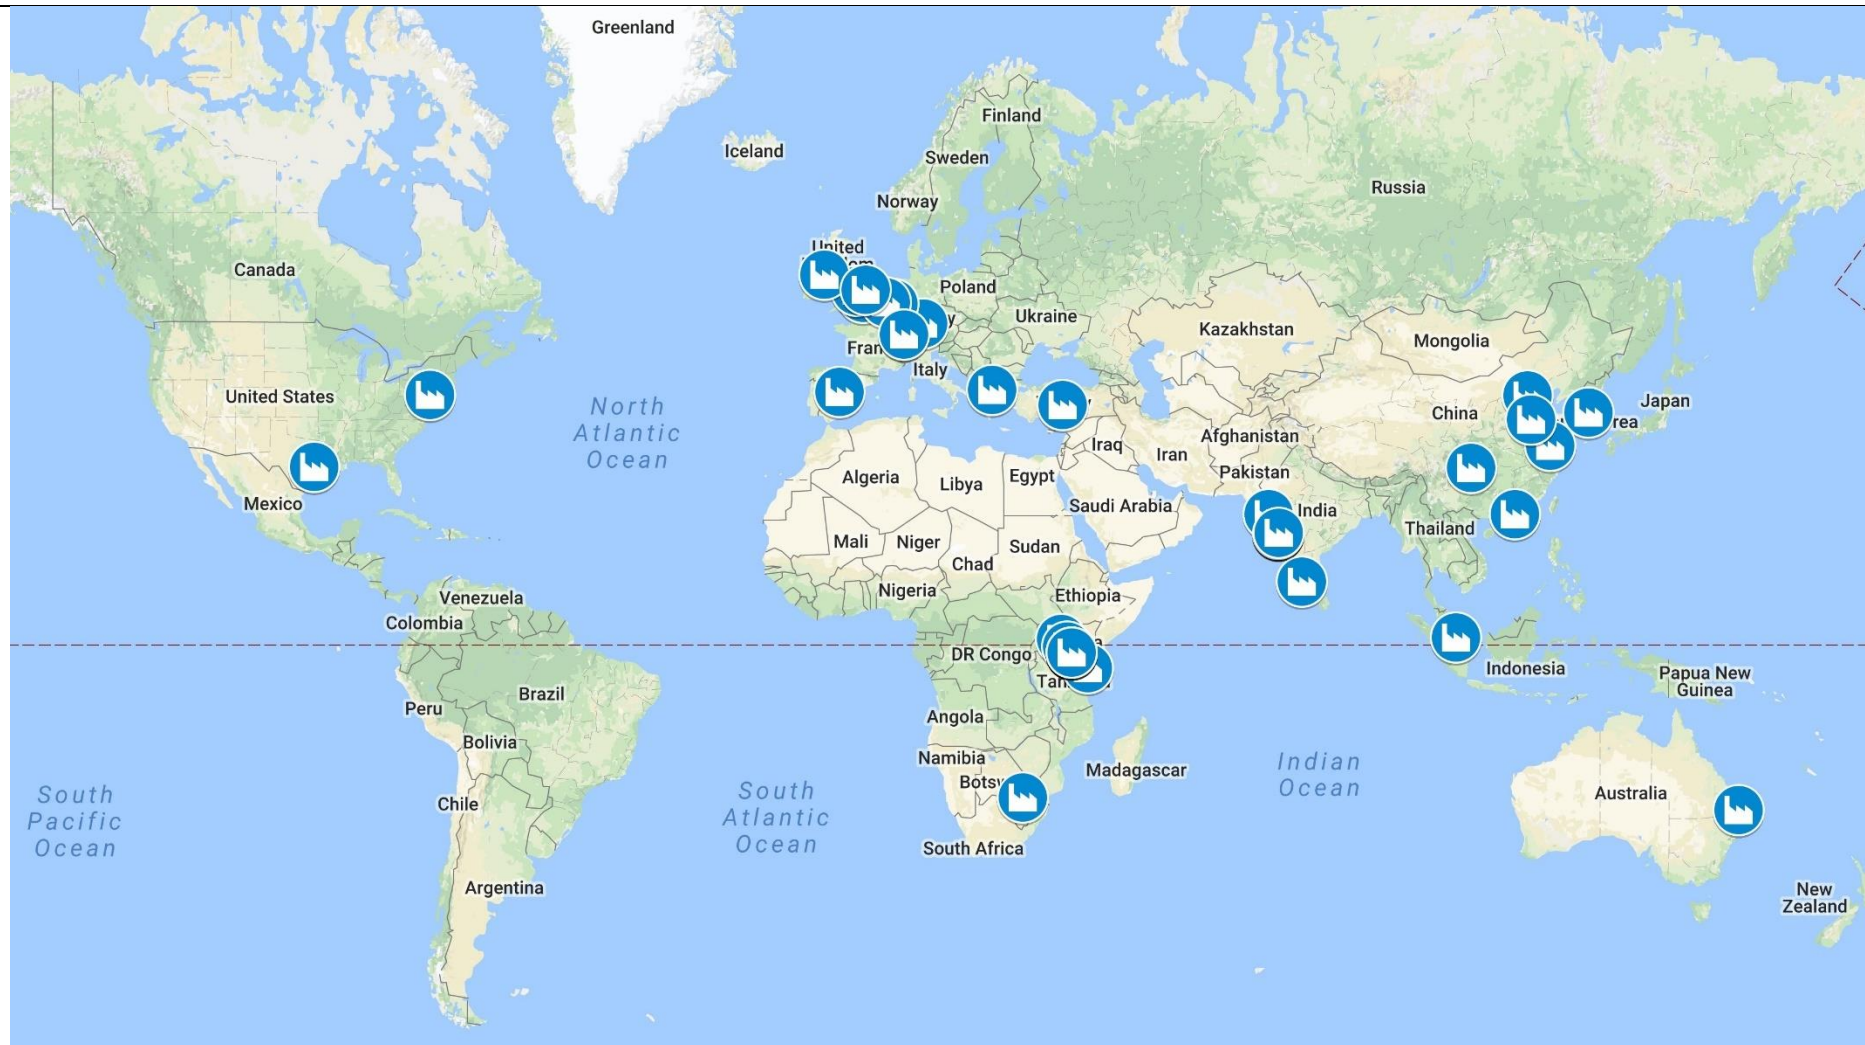 Greenland
Finland
Iceland
Sweden
Russia
Norway
United
Canada
Poland
Ukraine
Kazakhstan
Mongolia
Italy
United States
North
Atlantic
Ocean
Japan
China
Afghanistan
Iraq
Iran
Pakistan
Algeria
Libya
Egypt
Saudi Arabia
Mexico
India
Thailand
Mali
Niger
Sudan
Chad
Nigeria
Ethiopia
Venezuela
Colombia
DR Congo
Indonesia
Papua New
Guinea
Brazil
Peru
Angola
Bolivia
Namibia
Madagascar
Indian
Ocean
South
Pacific
Ocean
South
Atlantic
Ocean
Chile
Australia
South Africa
Argentina
New
Zealand